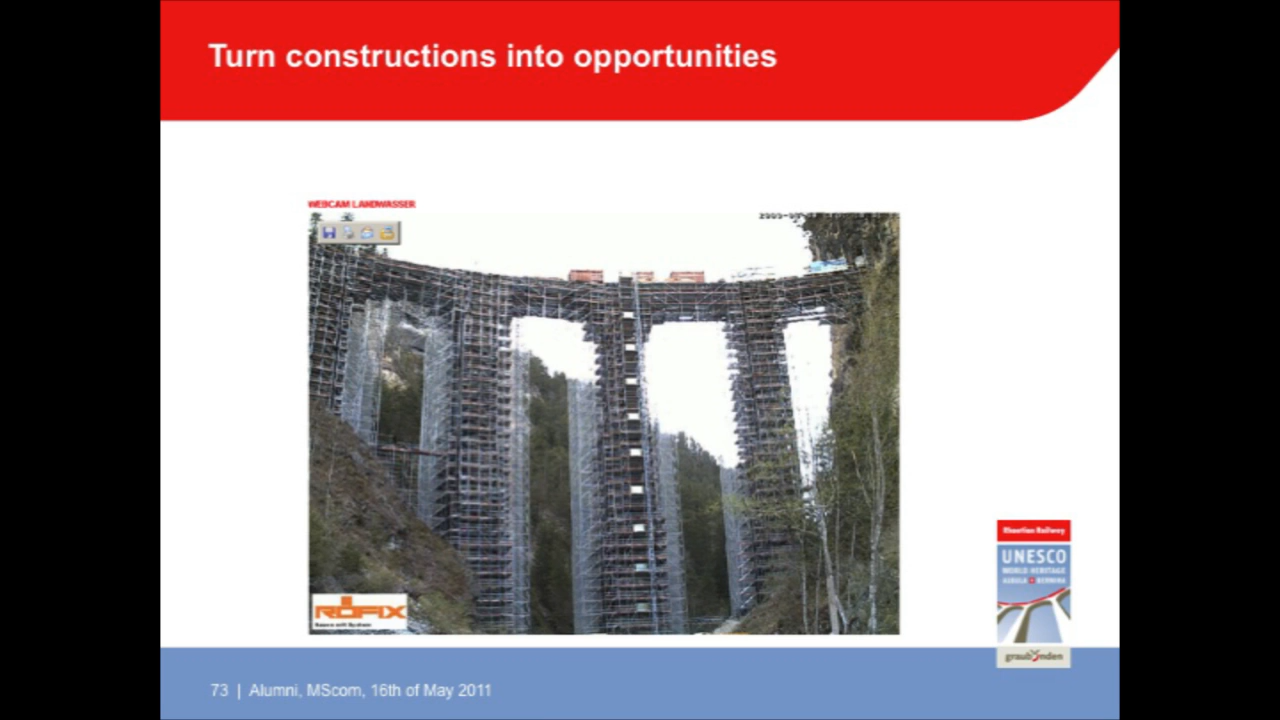 Turn constructions into opportunities
WEBCAM LANDWASSER
RÖFIX
Rhaetian Railway
UNESCO
WORLD HERITAGE
ALBULA BERNINA
graubünden
73 | Alumni, MScom, 16th of May 2011